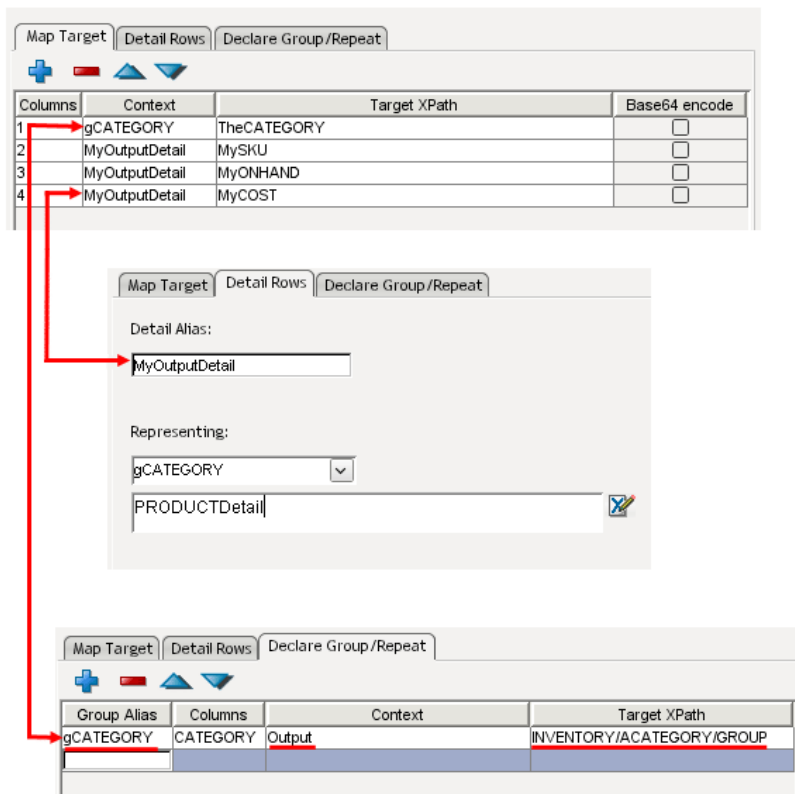 Map Target Detail Rows Declare Group/Repeat
Columns Context Target XPath Base64 encode
1 gCATEGORY TheCATEGORY
2 MyOutputDetail MySKU
3 MyOutputDetail MyONHAND
4 MyOutputDetail MyCOST
Map Target Detail Rows Declare Group/Repeat
Detail Alias:
MyOutputDetail
Representing:
gCATEGORY
PRODUCTDetail
Map Target Detail Rows Declare Group/Repeat
Group Alias Columns Context Target XPath
gCATEGORY CATEGORY Output INVENTORY/ACATEGORY/GROUP